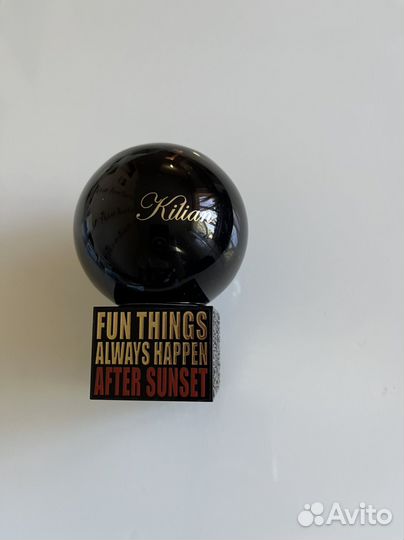 Kilian
FUN THINGS
ALWAYS HAPPEN
AFTER SUNSET
Avito